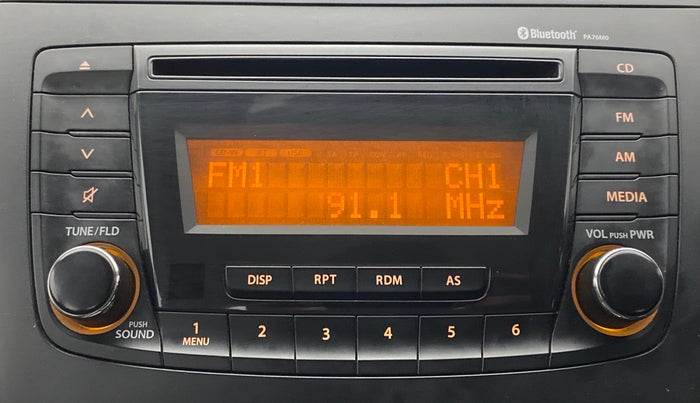 Bluetooth PA76M0
CD
FM
AM
MEDIA
FM1 CH1
91.1 MHz
TUNE/FLD
VOL PUSH PWR
DISP RPT RDM AS
PUSH
SOUND
1 2 3 4 5 6
MENU